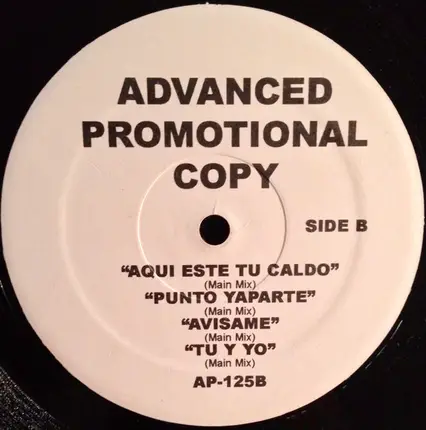 ADVANCED
PROMOTIONAL
COPY
SIDE B
"AQUI ESTE TU CALDO"
(Main Mix)
"PUNTO YAPARTE"
(Main Mix)
"AVISAME"
(Main Mix)
"TU Y YO"
(Main Mix)
AP-125B